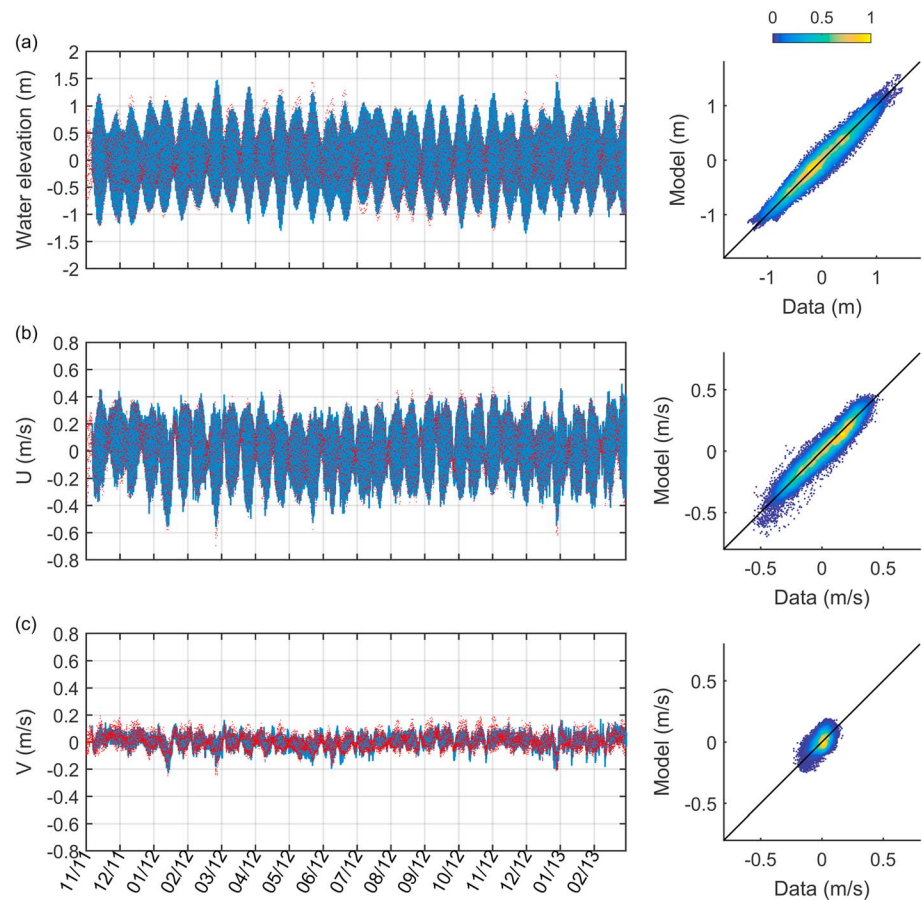 0 0.5 1
(a)
2
1.5
1
0.5
0
-0.5
-1
-1.5
-2
Water elevation (m)
1
0
-1
Model (m)
-1 0 1
Data (m)
(b)
0.8
0.6
0.4
0.2
0
-0.2
-0.4
-0.6
-0.8
U (m/s)
0.5
0
-0.5
Model (m/s)
-0.5 0 0.5
Data (m/s)
(c)
0.8
0.6
0.4
0.2
0
-0.2
-0.4
-0.6
-0.8
V (m/s)
11/11 12/11 01/12 02/12 03/12 04/12 05/12 06/12 07/12 08/12 09/12 10/12 11/12 12/12 01/13 02/13
0.5
0
-0.5
Model (m/s)
-0.5 0 0.5
Data (m/s)